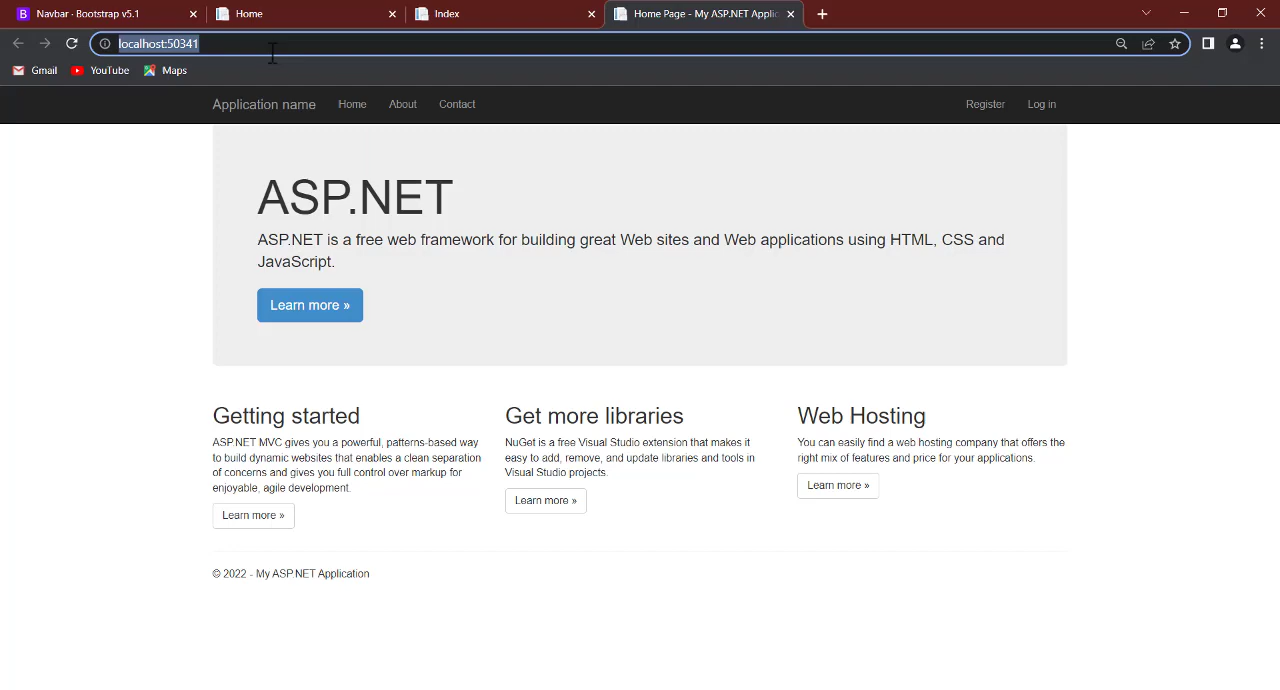 Navbar · Bootstrap v5.1
Home
Index
Home Page - My ASP.NET Applic
localhost:50341
Gmail YouTube Maps
Application name Home About Contact Register Log in
ASP.NET
ASP.NET is a free web framework for building great Web sites and Web applications using HTML, CSS and
JavaScript.
Learn more »
Getting started
ASP.NET MVC gives you a powerful, patterns-based way
to build dynamic websites that enables a clean separation
of concerns and gives you full control over markup for
enjoyable, agile development.
Learn more »
Get more libraries
NuGet is a free Visual Studio extension that makes it
easy to add, remove, and update libraries and tools in
Visual Studio projects.
Learn more »
Web Hosting
You can easily find a web hosting company that offers the
right mix of features and price for your applications.
Learn more »
© 2022 - My ASP.NET Application